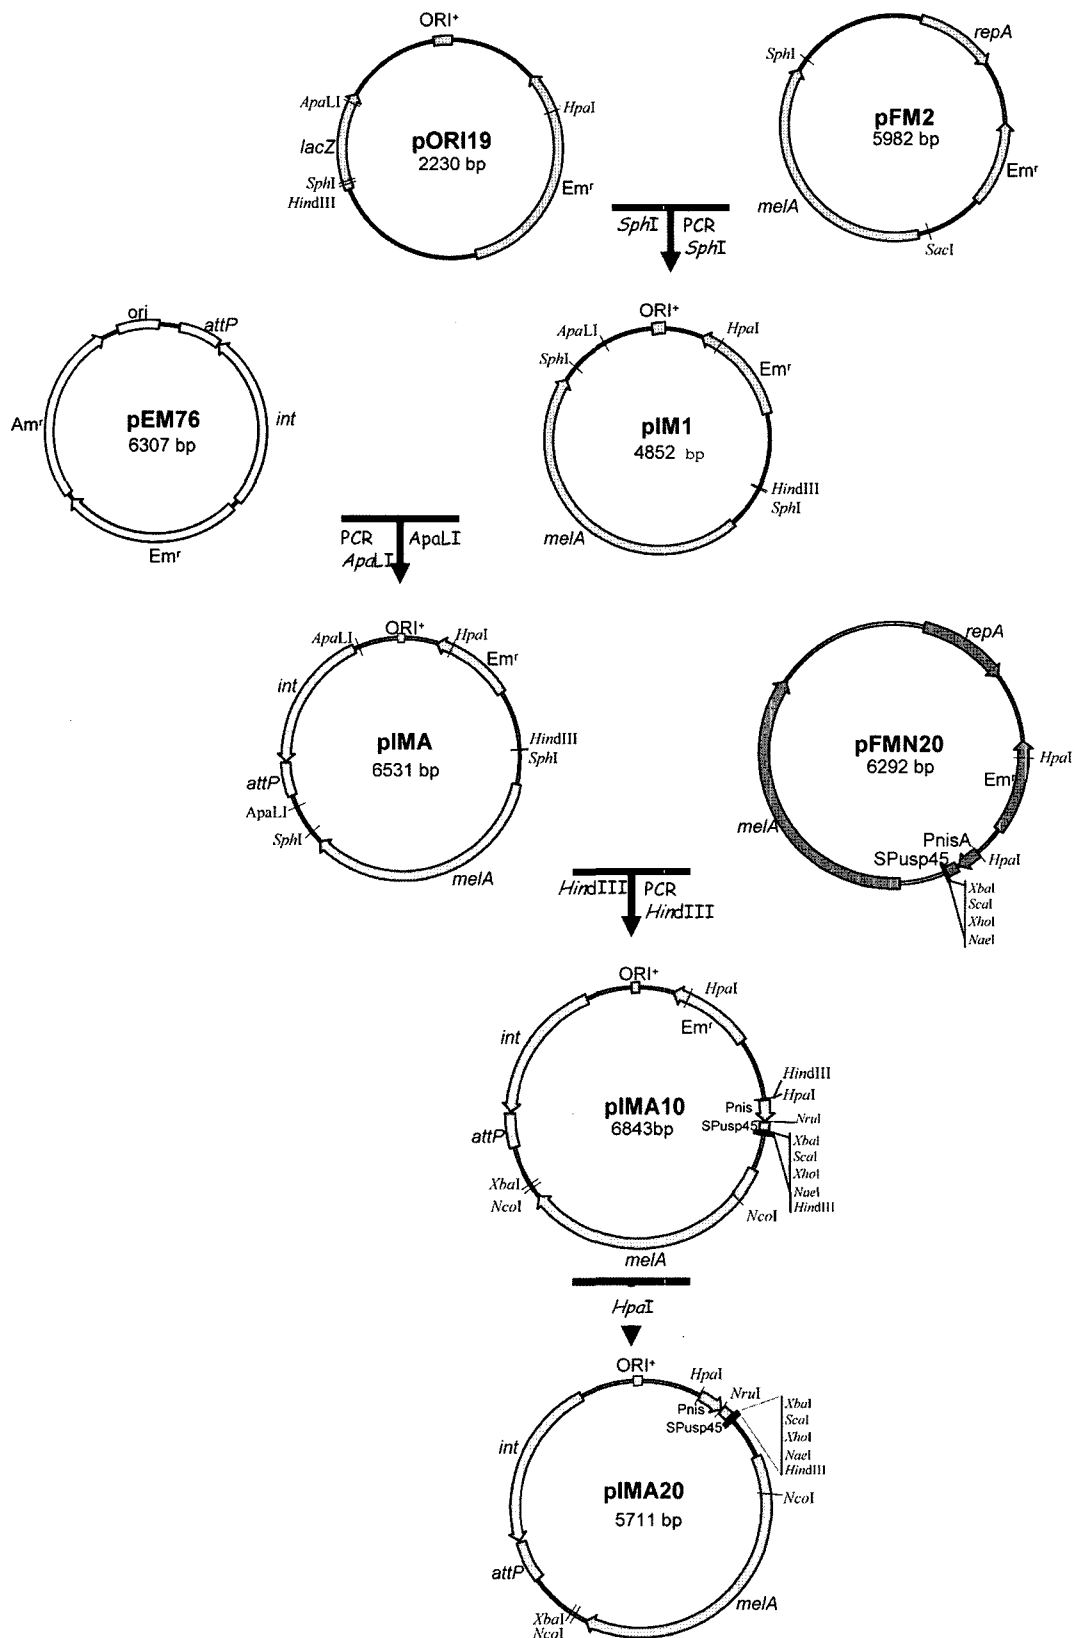 ORI⁺
ApaLI
HpaI
lacZ
pORI19
2230 bp
SphI
HindIII
Emʳ
repA
SphI
pFM2
5982 bp
Emʳ
melA
SacI
SphI
PCR
SphI
ori
attP
Amʳ
pEM76
6307 bp
int
Emʳ
ORI⁺
ApaLI
HpaI
SphI
Emʳ
pIM1
4852 bp
HindIII
SphI
melA
PCR
ApaLI
ApaLI
ORI⁺
ApaLI
HpaI
Emʳ
int
pIMA
6531 bp
HindIII
SphI
attP
ApaLI
SphI
melA
repA
pFMN20
6292 bp
HpaI
Emʳ
melA
PnisA
SPusp45
HpaI
XbaI
ScaI
XhoI
NaeI
HindIII
PCR
HindIII
ORI⁺
HpaI
Emʳ
int
HindIII
HpaI
pIMA10
6843bp
Pnis
NruI
SPusp45
XbaI
ScaI
XhoI
NaeI
HindIII
attP
XbaI
NcoI
NcoI
melA
HpaI
ORI⁺
HpaI
NruI
Pnis
SPusp45
XbaI
ScaI
XhoI
NaeI
HindIII
int
pIMA20
5711 bp
NcoI
attP
melA
XbaI
NcoI